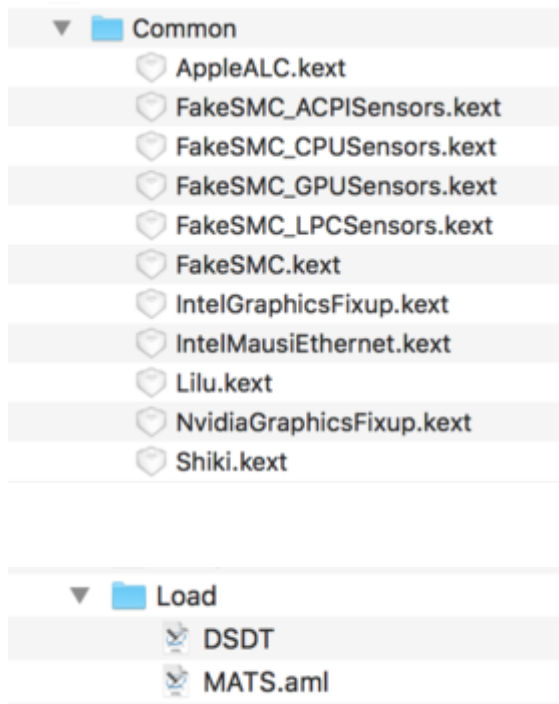 Common
AppleALC.kext
FakeSMC_ACPISensors.kext
FakeSMC_CPUSensors.kext
FakeSMC_GPUSensors.kext
FakeSMC_LPCSensors.kext
FakeSMC.kext
IntelGraphicsFixup.kext
IntelMausiEthernet.kext
Lilu.kext
NvidiaGraphicsFixup.kext
Shiki.kext
Load
DSDT
MATS.aml